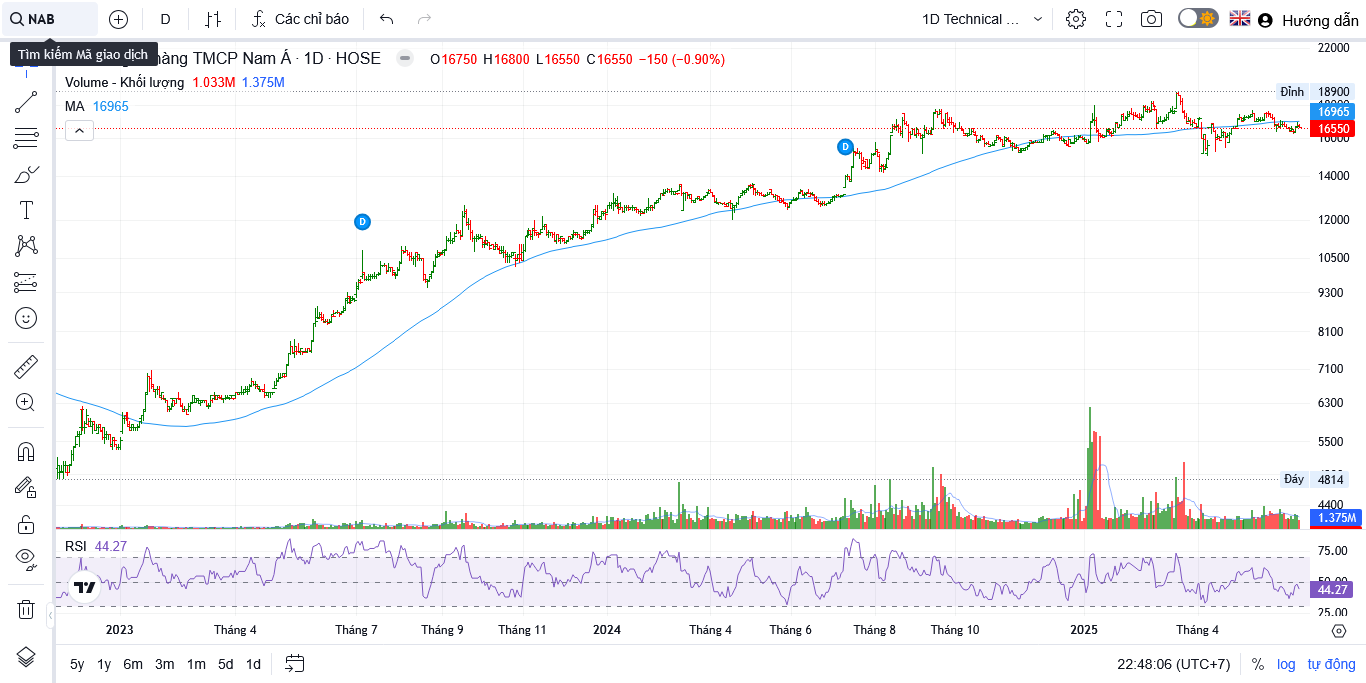 NAB
D
Các chỉ báo
1D Technical ...
Hướng dẫn
Tìm kiếm Mã giao dịch
hàng TMCP Nam Á · 1D · HOSE
O16750 H16800 L16550 C16550 −150 (−0.90%)
Volume - Khối lượng 1.033M 1.375M
MA 16965
22000
Đỉnh 18900
16965
16550
16000
14000
12000
10500
9300
8100
7100
6300
5500
Đáy 4814
4400
1.375M
D
D
RSI 44.27
75.00
50.00
44.27
25.00
2023 Tháng 4 Tháng 7 Tháng 9 Tháng 11 2024 Tháng 4 Tháng 6 Tháng 8 Tháng 10 2025 Tháng 4
5y 1y 6m 3m 1m 5d 1d
22:48:06 (UTC+7) % log tự động